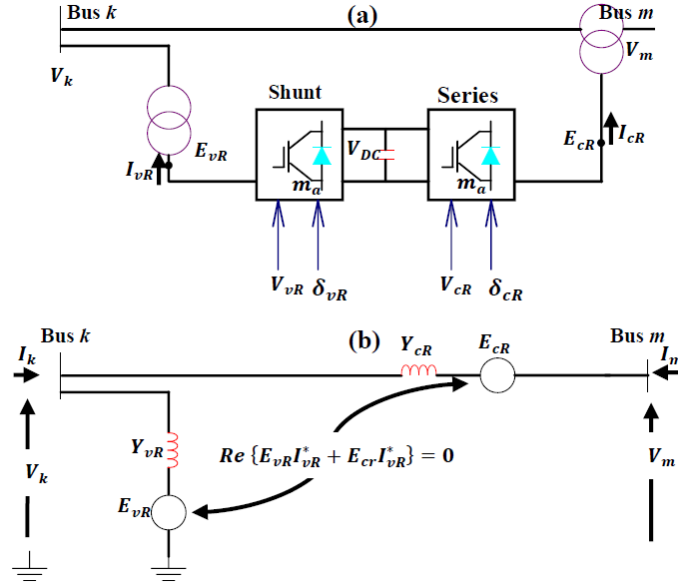 Bus k
(a)
Bus m
V_k
V_m
Shunt
Series
E_vR
I_vR
V_DC
E_cR
I_cR
m_a
m_a
V_vR
δ_vR
V_cR
δ_cR
Bus k
(b)
Bus m
I_k
Y_cR
E_cR
I_m
Y_vR
V_k
Re {E_vR I*_vR + E_cr I*_vR} = 0
V_m
E_vR